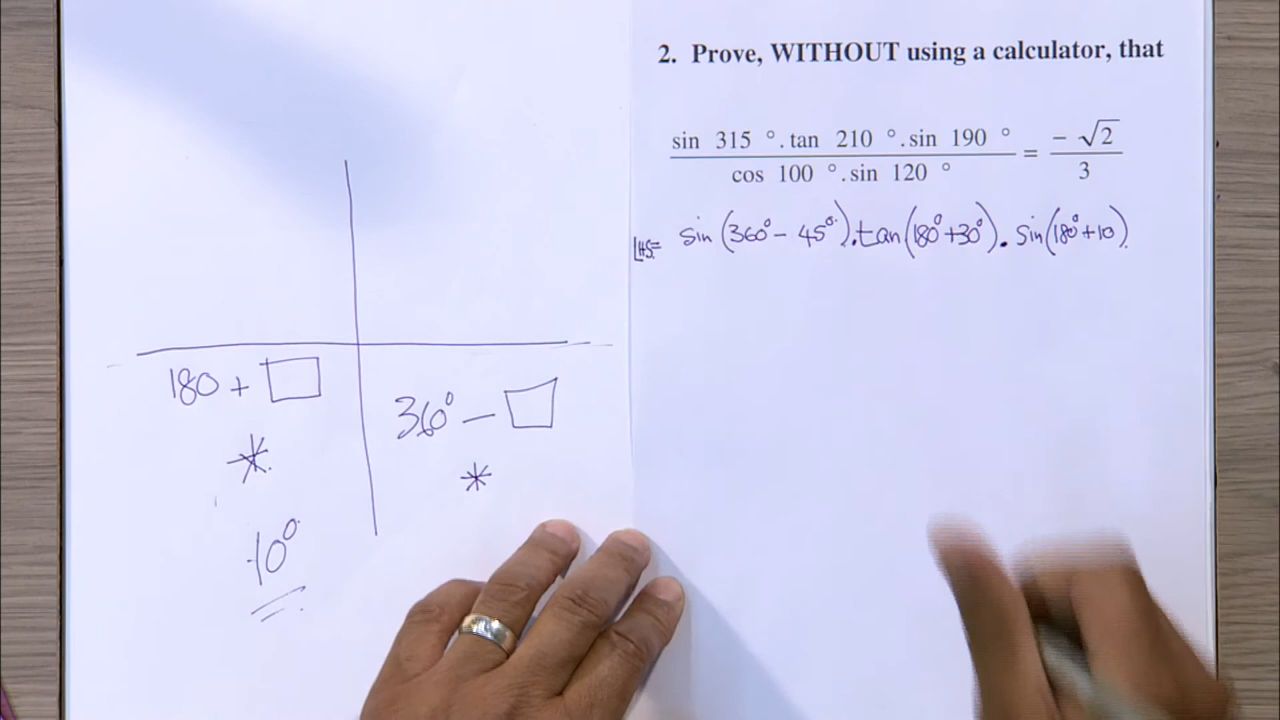 2. Prove, WITHOUT using a calculator, that
sin 315 °.tan 210 °.sin 190 °
cos 100 °.sin 120 °
= -√2
3
LHS= sin(360°- 45°).tan(180°+30°). sin(180°+10)
180 + □
*
10°
360° - □
*